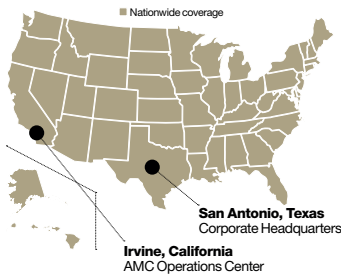 Nationwide coverage
San Antonio, Texas
Corporate Headquarters
Irvine, California
AMC Operations Center